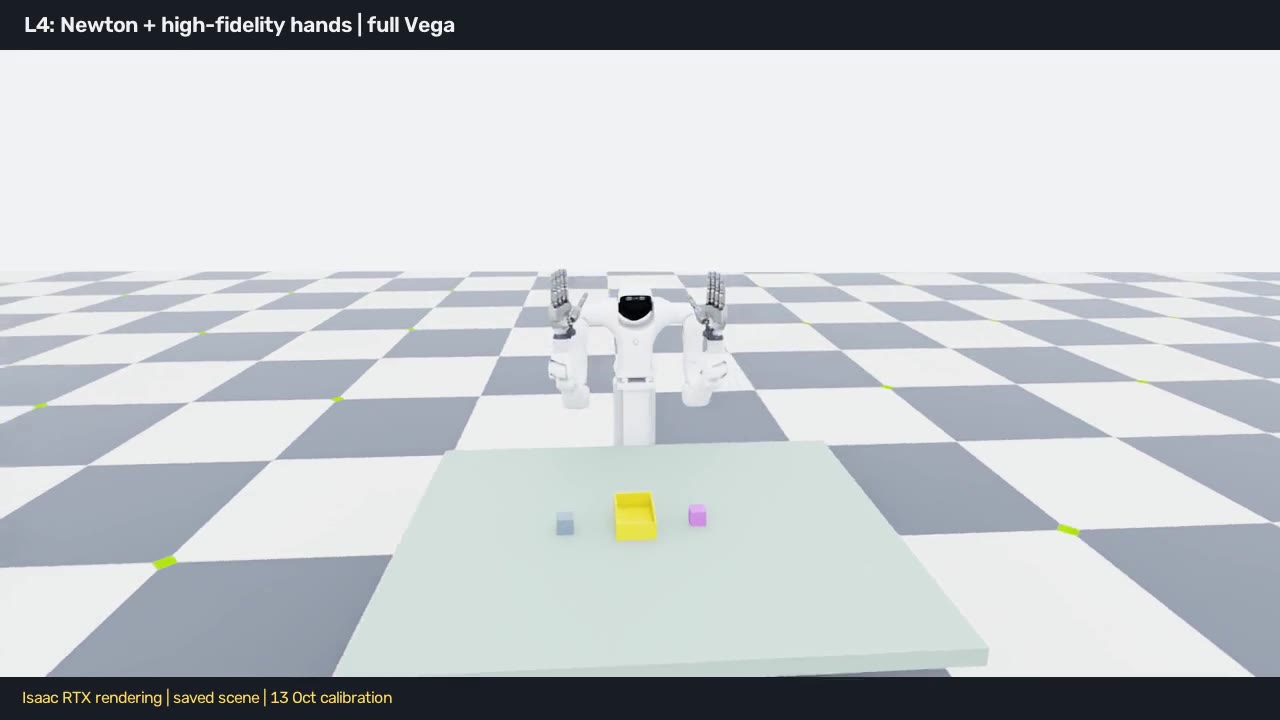 L4: Newton + high-fidelity hands | full Vega
Isaac RTX rendering | saved scene | 13 Oct calibration